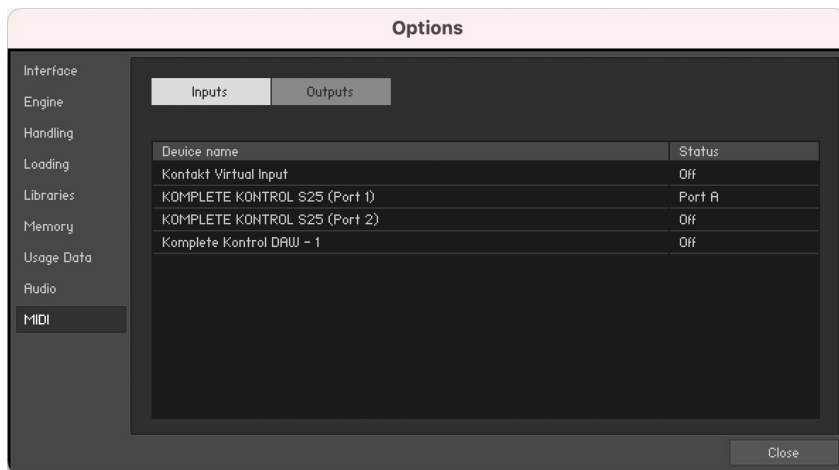 Options
Interface
Engine
Handling
Loading
Libraries
Memory
Usage Data
Audio
MIDI
Inputs Outputs
Device name Status
Kontakt Virtual Input Off
KOMPLETE KONTROL S25 (Port 1) Port A
KOMPLETE KONTROL S25 (Port 2) Off
Komplete Kontrol DAW - 1 Off
Close